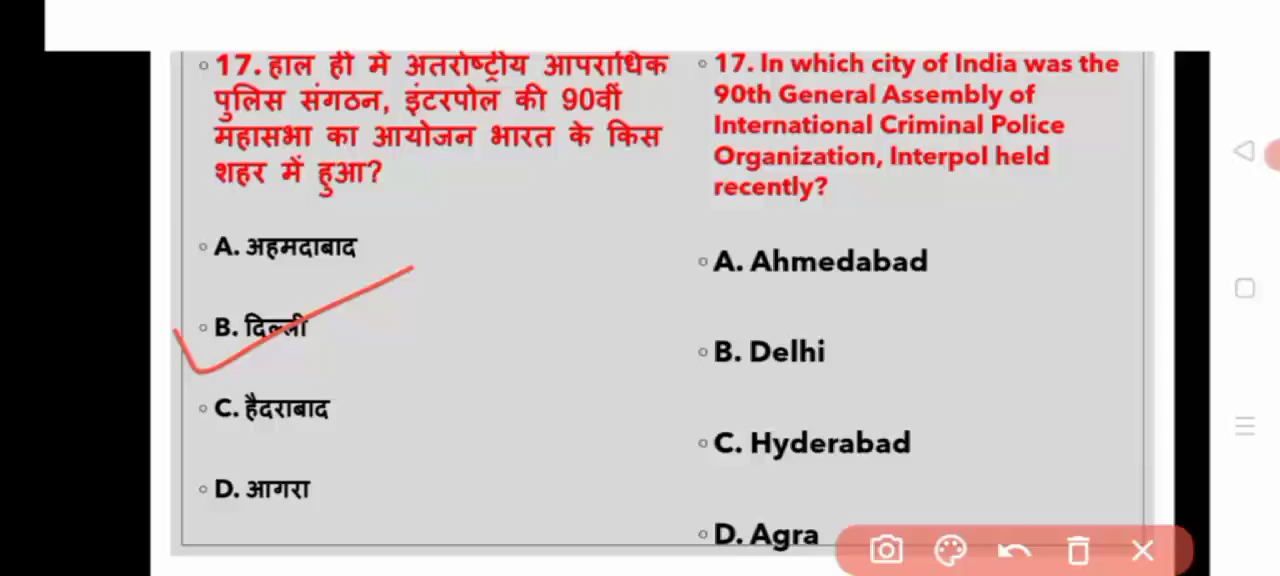 17. हाल ही मे अतर्राष्ट्रीय आपराधिक
पुलिस संगठन, इंटरपोल की 90वीं
महासभा का आयोजन भारत के किस
शहर में हुआ?
A. अहमदाबाद
B. दिल्ली
C. हैदराबाद
D. आगरा
17. In which city of India was the
90th General Assembly of
International Criminal Police
Organization, Interpol held
recently?
A. Ahmedabad
B. Delhi
C. Hyderabad
D. Agra